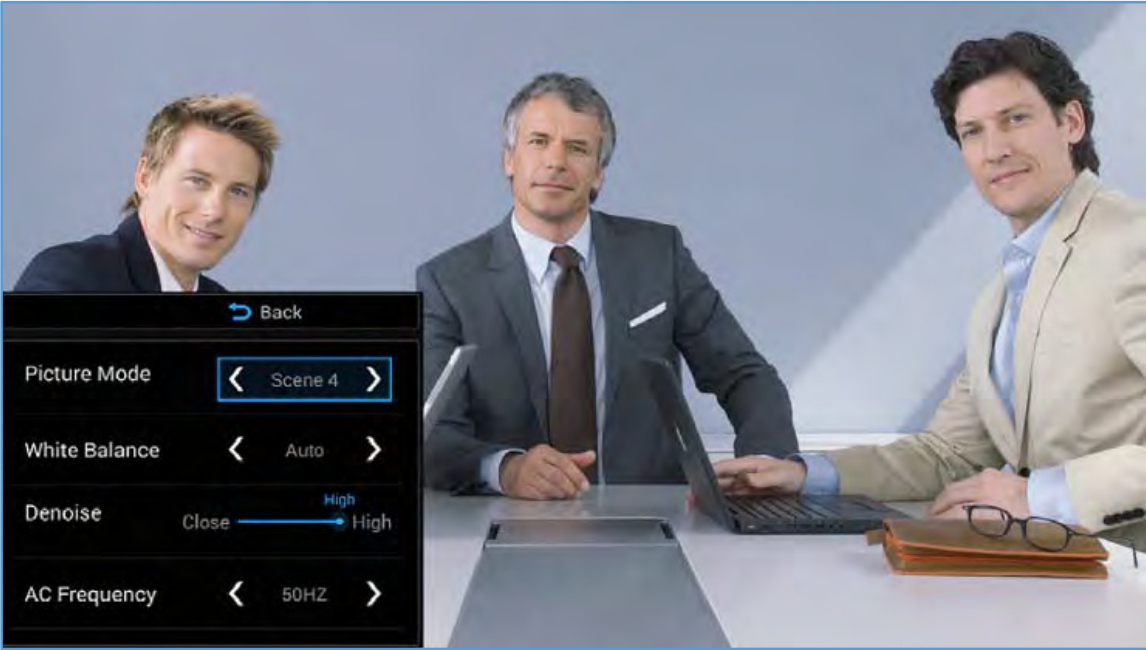 Back
Picture Mode Scene 4
White Balance Auto
High
Denoise Close High
AC Frequency 50HZ